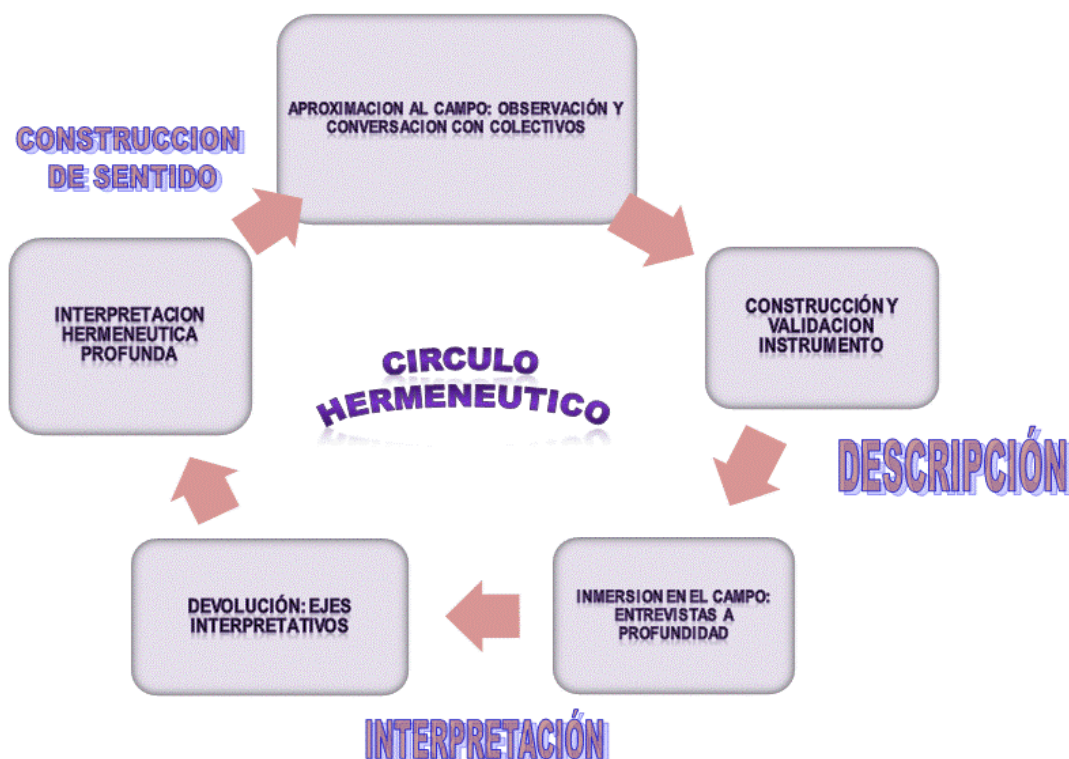 APROXIMACION AL CAMPO: OBSERVACIÓN Y
CONVERSACION CON COLECTIVOS
CONSTRUCCION
DE SENTIDO
CONSTRUCCIÓN Y
VALIDACION
INSTRUMENTO
INTERPRETACION
HERMENEUTICA
PROFUNDA
CIRCULO
HERMENEUTICO
DESCRIPCIÓN
INMERSION EN EL CAMPO:
ENTREVISTAS A
PROFUNDIDAD
DEVOLUCIÓN: EJES
INTERPRETATIVOS
INTERPRETACIÓN